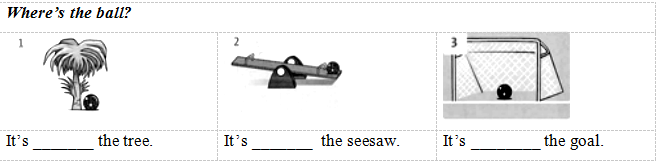 Where's the ball?
1 2 3
It's _______ the tree. It's _______ the seesaw. It's ________ the goal.